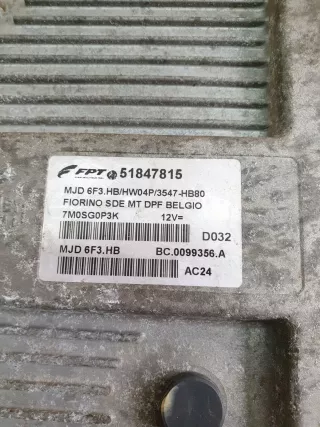 FPT 51847815
MJD 6F3.HB/HW04P/3547-HB80
FIORINO SDE MT DPF BELGIO
7M0SG0P3K 12V=
D032
MJD 6F3.HB BC.0099356.A
AC24